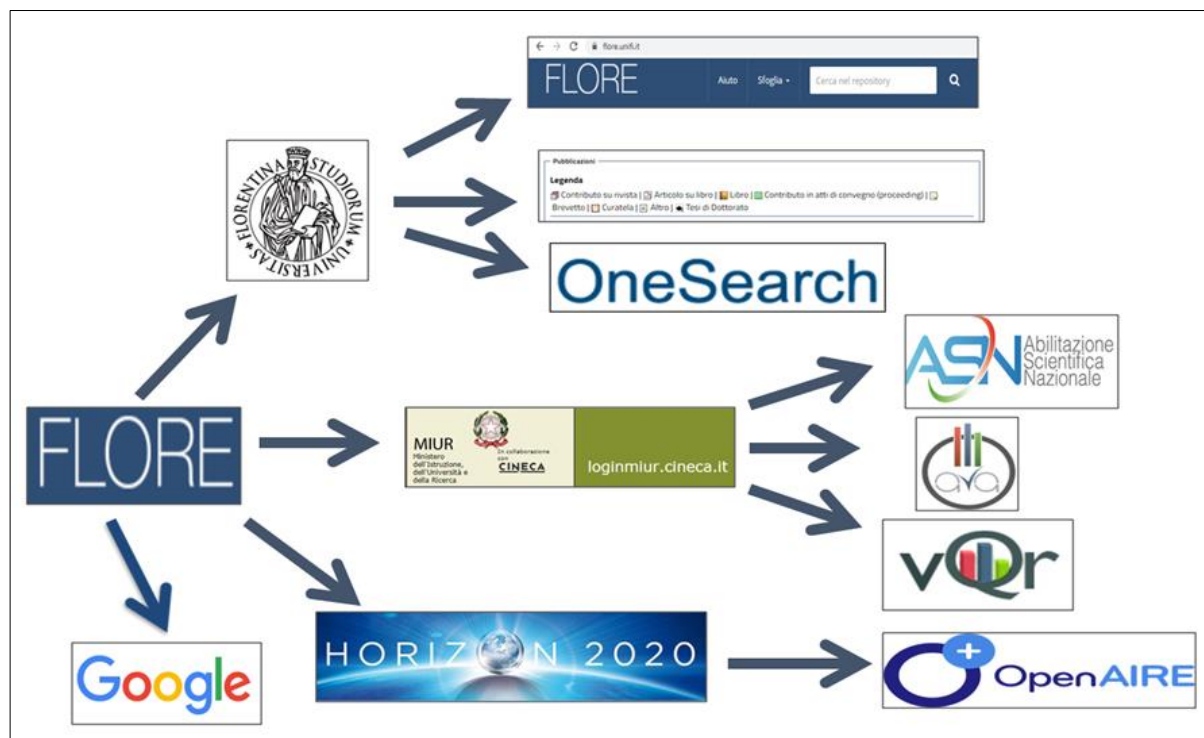 flore.unifi.it
FLORE
Aiuto
Sfoglia
Cerca nel repository
FLORENTINA STUDIORUM UNIVERSITAS
Pubblicazioni
Legenda
Contributo su rivista | Articolo su libro | Libro | Contributo in atti di convegno (proceeding) |
Brevetto | Curatela | Altro | Tesi di Dottorato
OneSearch
ASN Abilitazione
Scientifica
Nazionale
FLORE
MIUR
Ministero
dell'Istruzione,
dell'Università e
della Ricerca
In collaborazione
con
CINECA
loginmiur.cineca.it
ava
vQr
HORIZON 2020
Google
OpenAIRE